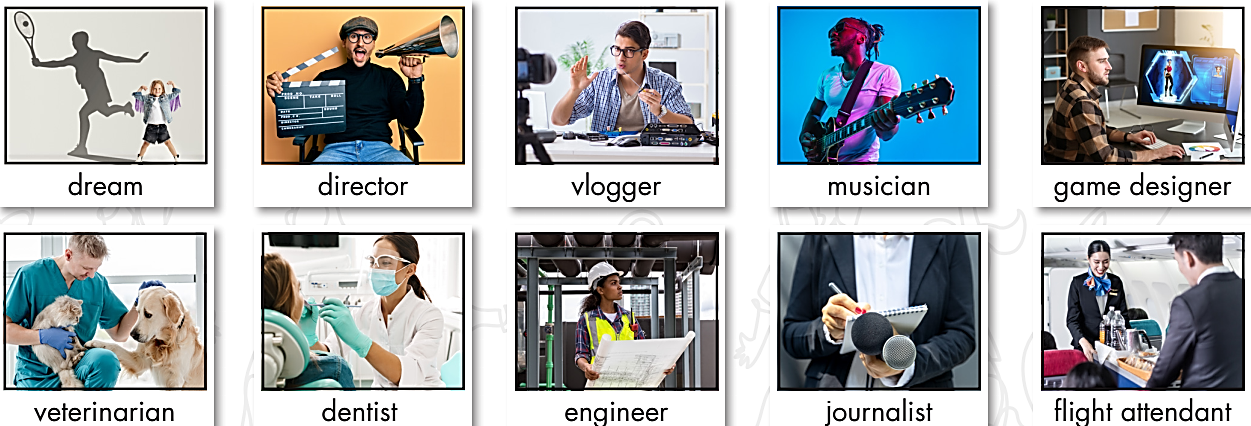 dream
director
vlogger
musician
game designer
veterinarian
dentist
engineer
journalist
flight attendant